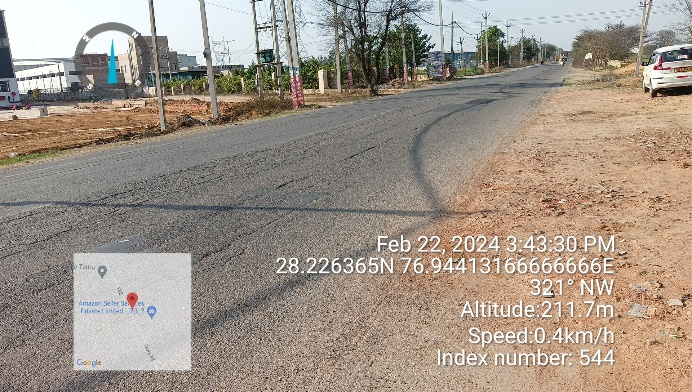 Feb 22, 2024 3:43:30 PM
28.226365N 76.94413166666666E
321° NW
Altitude:211.7m
Speed:0.4km/h
Index number: 544
Tauru
Amazon Seller Services
Private Limited
Google